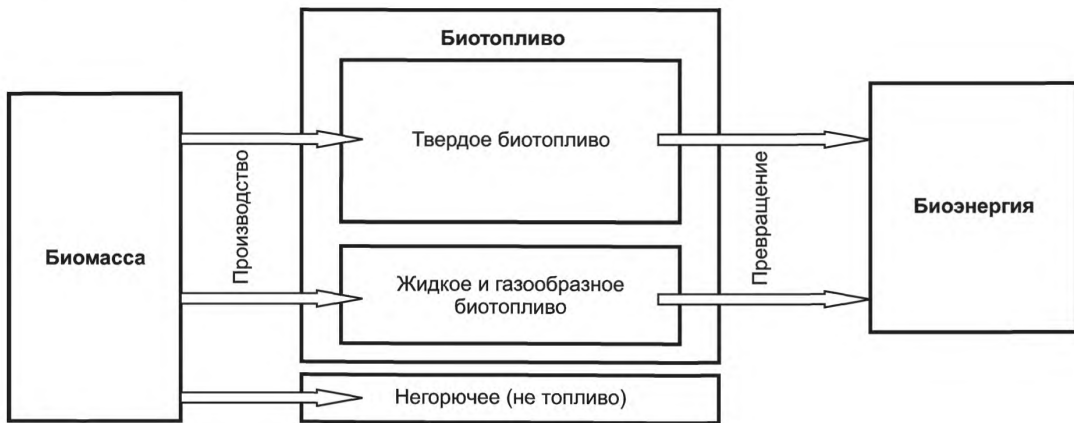 Биотопливо
Твердое биотопливо
Биомасса
Производство
Жидкое и газообразное
биотопливо
Негорючее (не топливо)
Превращение
Биоэнергия